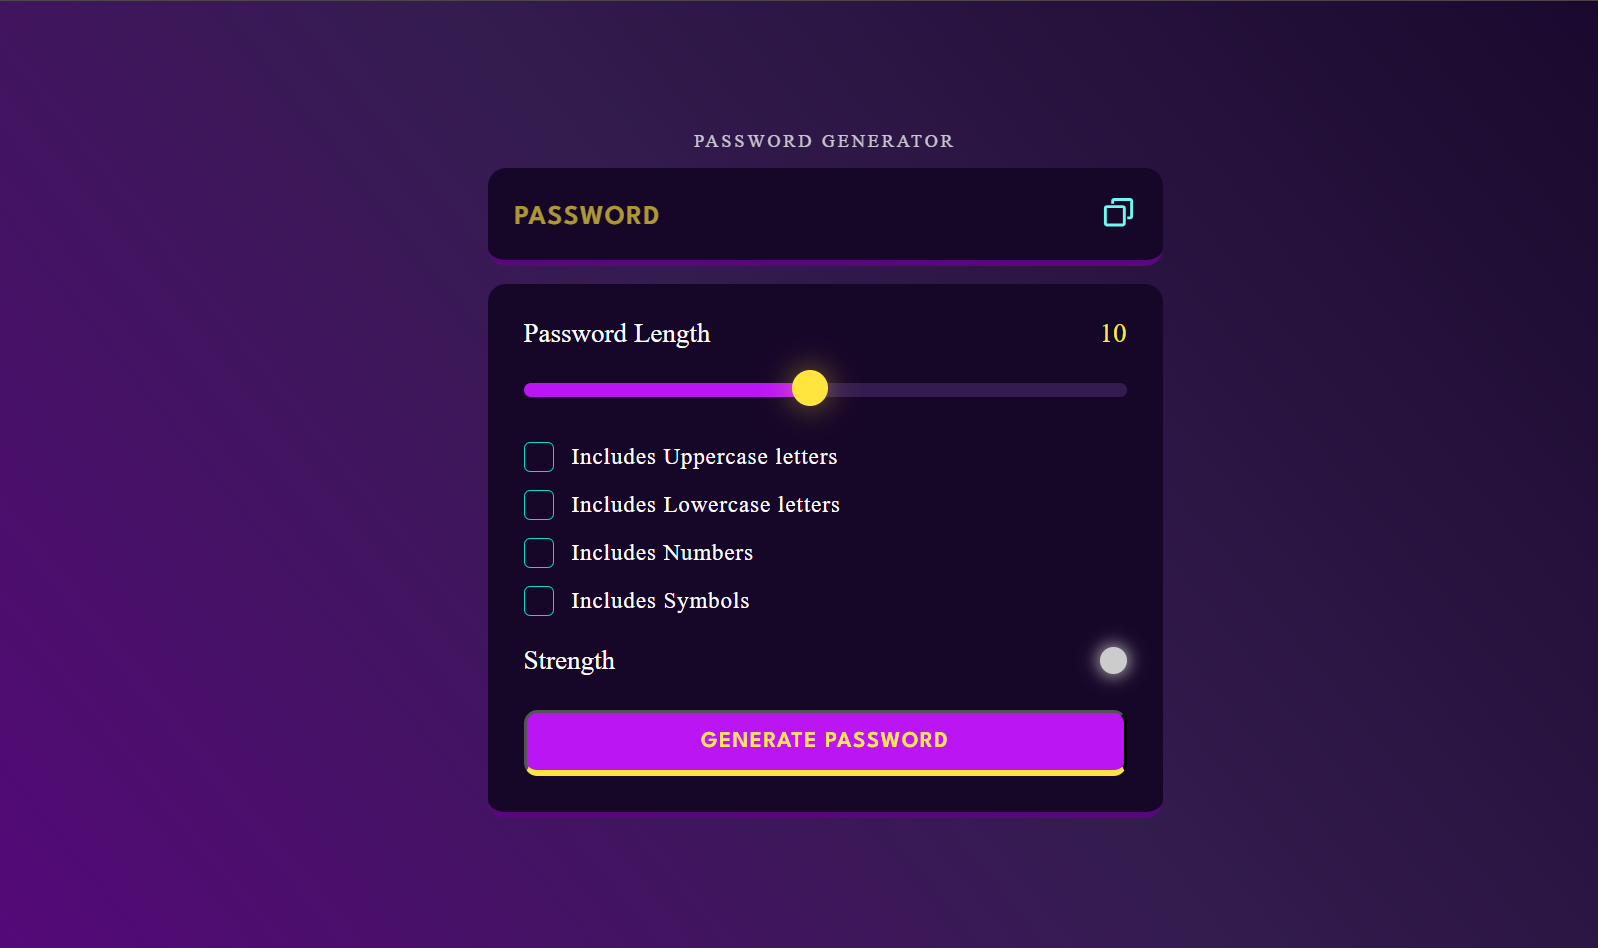 PASSWORD GENERATOR
PASSWORD
Password Length 10
Includes Uppercase letters
Includes Lowercase letters
Includes Numbers
Includes Symbols
Strength
GENERATE PASSWORD